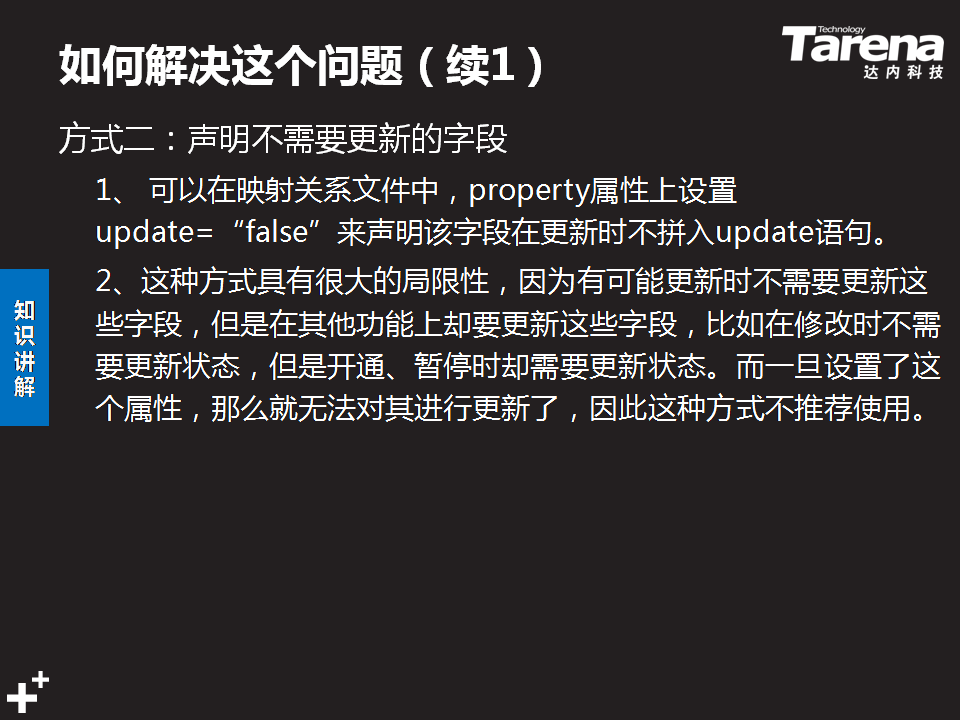 如何解决这个问题（续1）
Technology
Tarena
达内科技
方式二：声明不需要更新的字段
1、 可以在映射关系文件中，property属性上设置
update=“false”来声明该字段在更新时不拼入update语句。
2、这种方式具有很大的局限性，因为有可能更新时不需要更新这
些字段，但是在其他功能上却要更新这些字段，比如在修改时不需
要更新状态，但是开通、暂停时却需要更新状态。而一旦设置了这
个属性，那么就无法对其进行更新了，因此这种方式不推荐使用。
知
识
讲
解